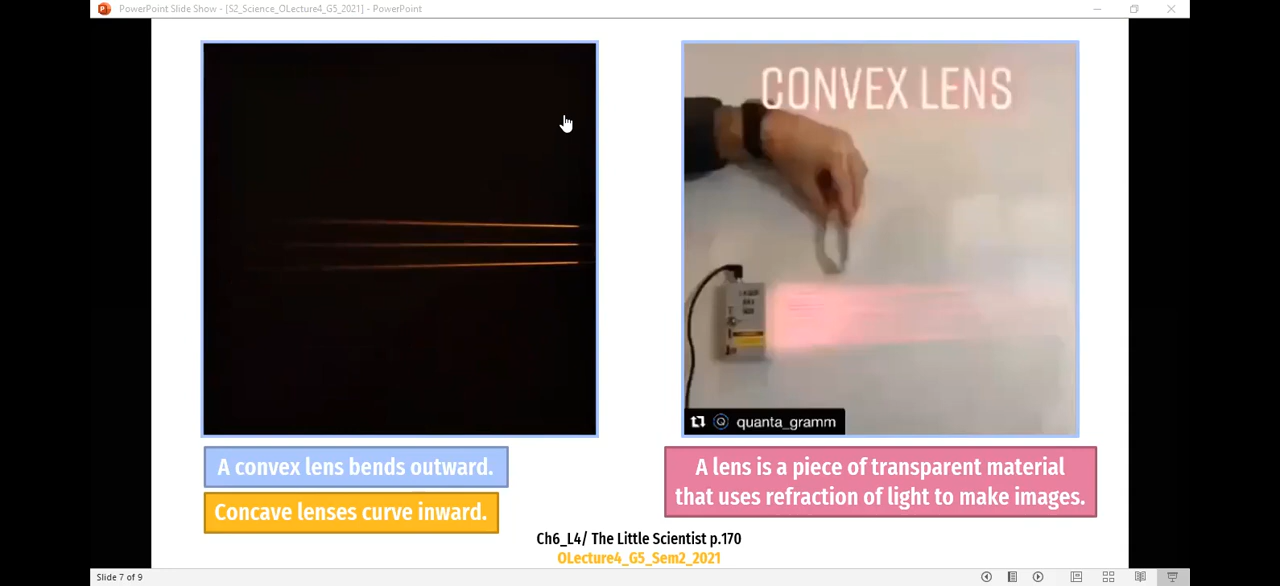 PowerPoint Slide Show - [S2_Science_OLecture4_G5_2021] - PowerPoint
CONVEX LENS
quanta_gramm
A convex lens bends outward.
Concave lenses curve inward.
A lens is a piece of transparent material
that uses refraction of light to make images.
Ch6_L4/ The Little Scientist p.170
OLecture4_G5_Sem2_2021
Slide 7 of 9